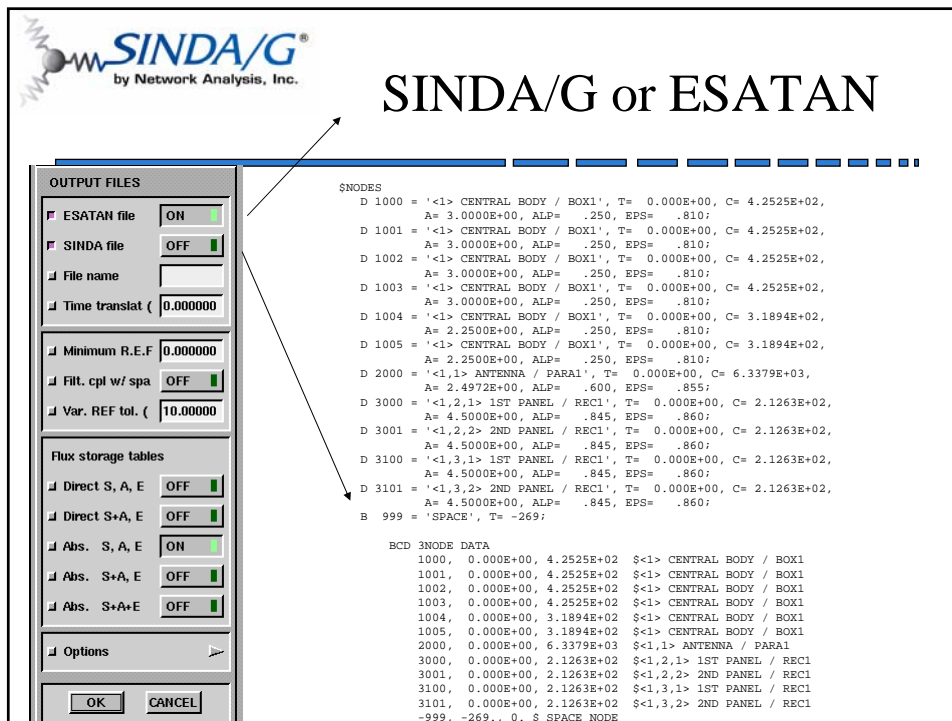 SINDA/G®
by Network Analysis, Inc.
SINDA/G or ESATAN
OUTPUT FILES
ESATAN file ON
SINDA file OFF
File name
Time translat ( 0.000000
Minimum R.E.F 0.000000
Filt. cpl w/ spa OFF
Var. REF tol. ( 10.00000
Flux storage tables
Direct S, A, E OFF
Direct S+A, E OFF
Abs. S, A, E ON
Abs. S+A, E OFF
Abs. S+A+E OFF
Options
OK CANCEL
$NODES
D 1000 = '<1> CENTRAL BODY / BOX1', T= 0.000E+00, C= 4.2525E+02,
A= 3.0000E+00, ALP= .250, EPS= .810;
D 1001 = '<1> CENTRAL BODY / BOX1', T= 0.000E+00, C= 4.2525E+02,
A= 3.0000E+00, ALP= .250, EPS= .810;
D 1002 = '<1> CENTRAL BODY / BOX1', T= 0.000E+00, C= 4.2525E+02,
A= 3.0000E+00, ALP= .250, EPS= .810;
D 1003 = '<1> CENTRAL BODY / BOX1', T= 0.000E+00, C= 4.2525E+02,
A= 3.0000E+00, ALP= .250, EPS= .810;
D 1004 = '<1> CENTRAL BODY / BOX1', T= 0.000E+00, C= 3.1894E+02,
A= 2.2500E+00, ALP= .250, EPS= .810;
D 1005 = '<1> CENTRAL BODY / BOX1', T= 0.000E+00, C= 3.1894E+02,
A= 2.2500E+00, ALP= .250, EPS= .810;
D 2000 = '<1,1> ANTENNA / PARA1', T= 0.000E+00, C= 6.3379E+03,
A= 2.4972E+00, ALP= .600, EPS= .855;
D 3000 = '<1,2,1> 1ST PANEL / REC1', T= 0.000E+00, C= 2.1263E+02,
A= 4.5000E+00, ALP= .845, EPS= .860;
D 3001 = '<1,2,2> 2ND PANEL / REC1', T= 0.000E+00, C= 2.1263E+02,
A= 4.5000E+00, ALP= .845, EPS= .860;
D 3100 = '<1,3,1> 1ST PANEL / REC1', T= 0.000E+00, C= 2.1263E+02,
A= 4.5000E+00, ALP= .845, EPS= .860;
D 3101 = '<1,3,2> 2ND PANEL / REC1', T= 0.000E+00, C= 2.1263E+02,
A= 4.5000E+00, ALP= .845, EPS= .860;
B 999 = 'SPACE', T= -269;
BCD 3NODE DATA
1000, 0.000E+00, 4.2525E+02 $<1> CENTRAL BODY / BOX1
1001, 0.000E+00, 4.2525E+02 $<1> CENTRAL BODY / BOX1
1002, 0.000E+00, 4.2525E+02 $<1> CENTRAL BODY / BOX1
1003, 0.000E+00, 4.2525E+02 $<1> CENTRAL BODY / BOX1
1004, 0.000E+00, 3.1894E+02 $<1> CENTRAL BODY / BOX1
1005, 0.000E+00, 3.1894E+02 $<1> CENTRAL BODY / BOX1
2000, 0.000E+00, 6.3379E+03 $<1,1> ANTENNA / PARA1
3000, 0.000E+00, 2.1263E+02 $<1,2,1> 1ST PANEL / REC1
3001, 0.000E+00, 2.1263E+02 $<1,2,2> 2ND PANEL / REC1
3100, 0.000E+00, 2.1263E+02 $<1,3,1> 1ST PANEL / REC1
3101, 0.000E+00, 2.1263E+02 $<1,3,2> 2ND PANEL / REC1
-999, -269., 0. $ SPACE NODE